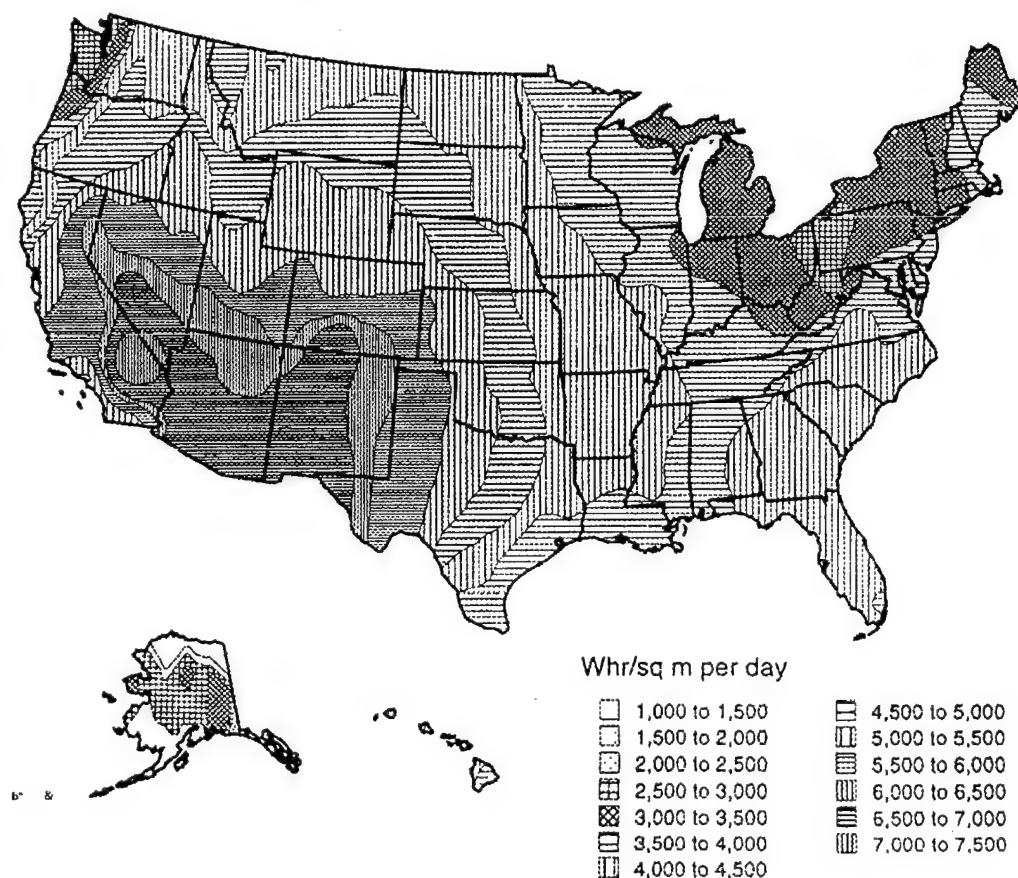 Whr/sq m per day
1,000 to 1,500
1,500 to 2,000
2,000 to 2,500
2,500 to 3,000
3,000 to 3,500
3,500 to 4,000
4,000 to 4,500
4,500 to 5,000
5,000 to 5,500
5,500 to 6,000
6,000 to 6,500
6,500 to 7,000
7,000 to 7,500